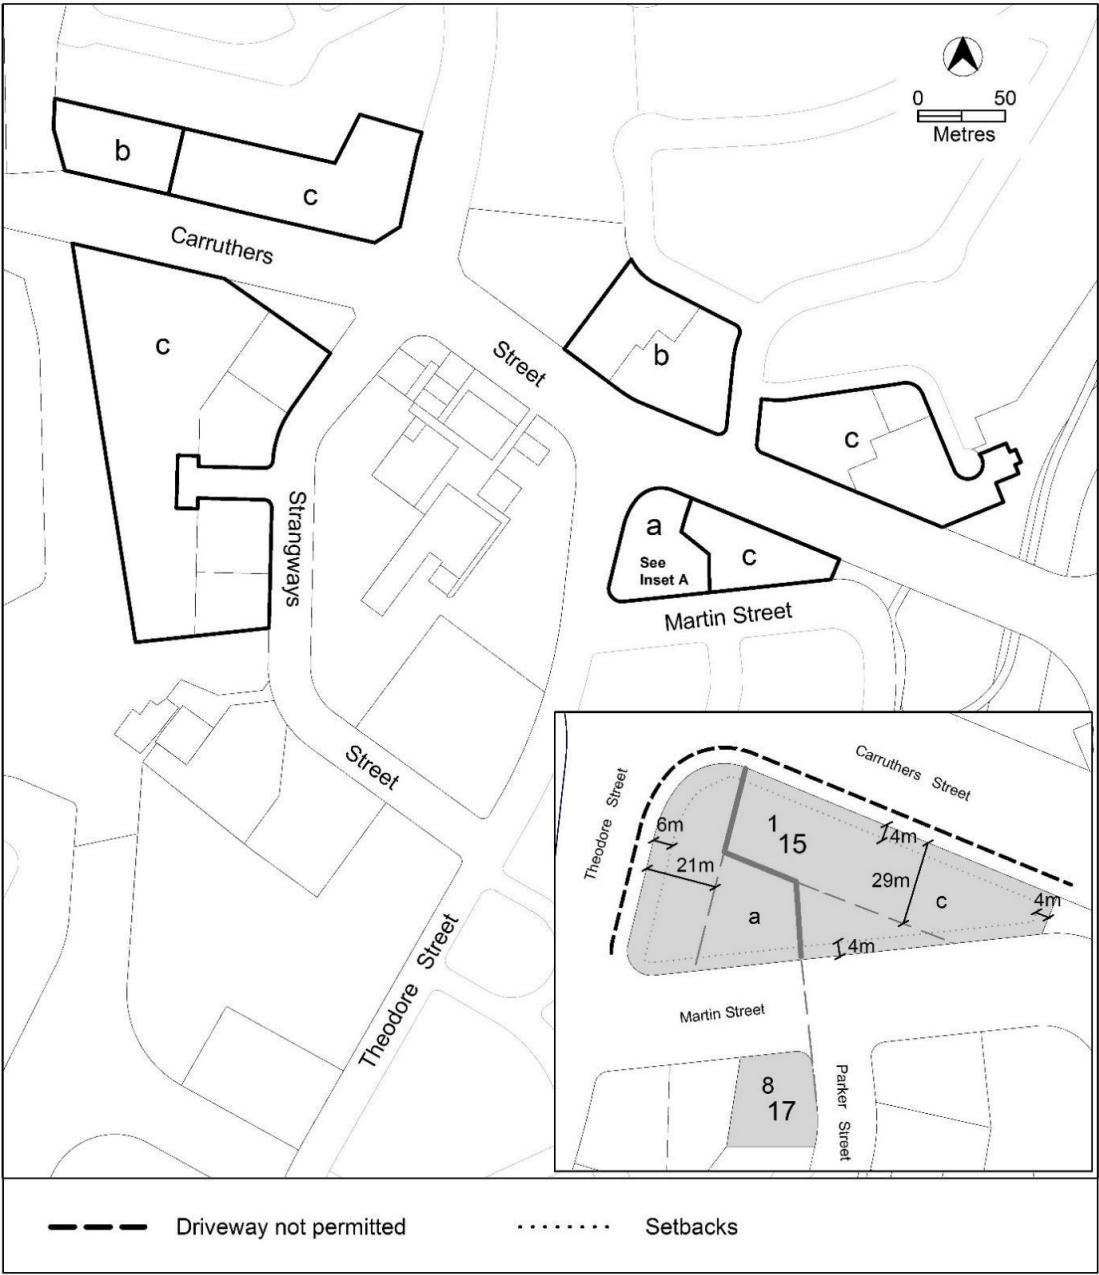 0 50
Metres
b
c
Carruthers
Street
c
b
c
Strangways
Street
a
See
Inset A
c
Martin Street
Theodore Street
Carruthers Street
Theodore Street
6m
21m
1
15
4m
29m
c
4m
a
4m
Martin Street
8
17
Parker Street
Driveway not permitted
Setbacks